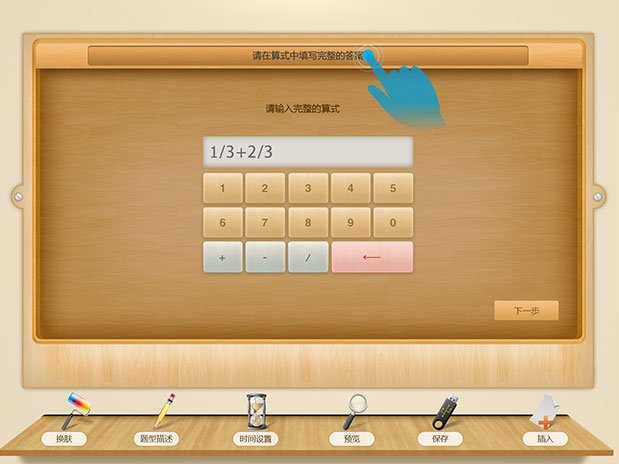 请在算式中填写完整的答案
请输入完整的算式
1/3+2/3
1 2 3 4 5
6 7 8 9 0
+ - / ←
下一步
换肤 题型描述 时间设置 预览 保存 插入